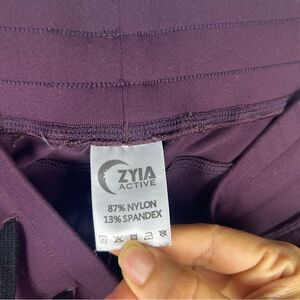 ZYIA
ACTIVE
87% NYLON
13% SPANDEX